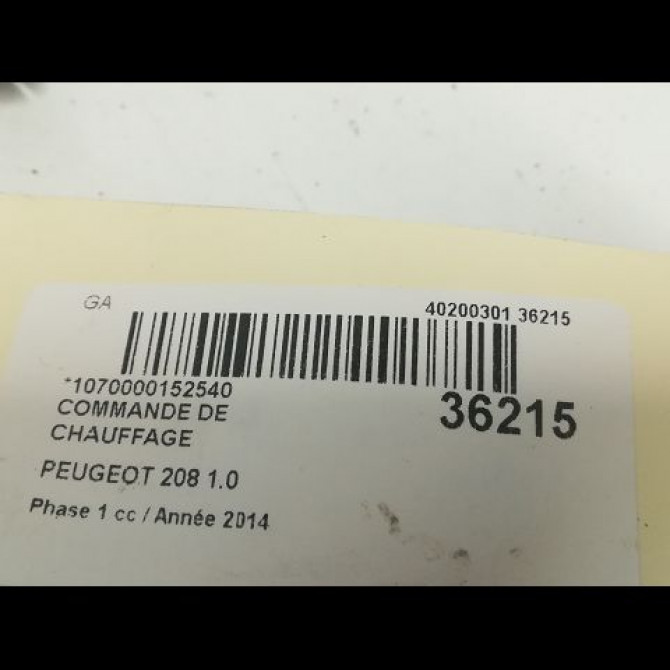 GA
40200301 36215
*1070000152540
36215
COMMANDE DE
CHAUFFAGE
PEUGEOT 208 1.0
Phase 1 cc / Année 2014